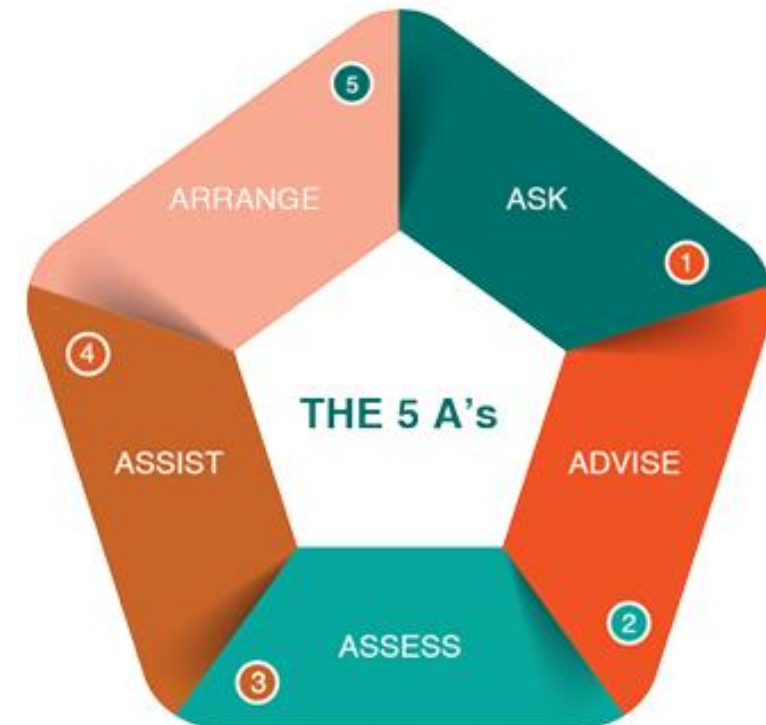 THE 5 A's
ASK
1
ADVISE
2
ASSESS
3
ASSIST
4
ARRANGE
5